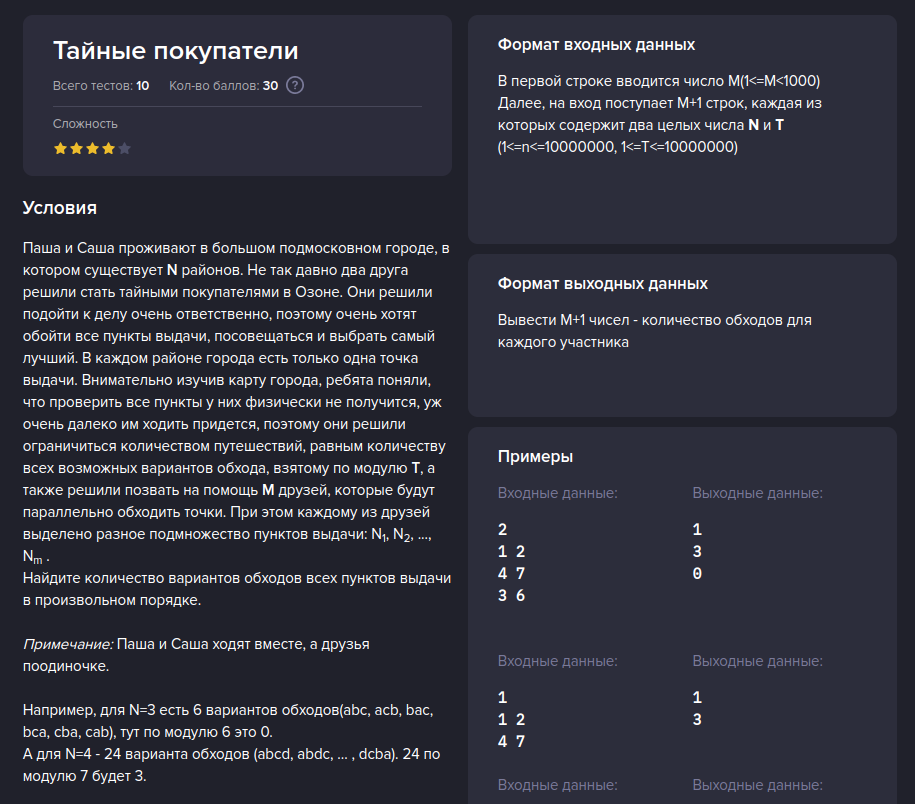 Тайные покупатели
Всего тестов: 10 Кол-во баллов: 30 ?
Сложность
Условия
Паша и Саша проживают в большом подмосковном городе, в
котором существует N районов. Не так давно два друга
решили стать тайными покупателями в Озоне. Они решили
подойти к делу очень ответственно, поэтому очень хотят
обойти все пункты выдачи, посовещаться и выбрать самый
лучший. В каждом районе города есть только одна точка
выдачи. Внимательно изучив карту города, ребята поняли,
что проверить все пункты у них физически не получится, уж
очень далеко им ходить придется, поэтому они решили
ограничиться количеством путешествий, равным количеству
всех возможных вариантов обхода, взятому по модулю T, а
также решили позвать на помощь M друзей, которые будут
параллельно обходить точки. При этом каждому из друзей
выделено разное подмножество пунктов выдачи: N1, N2, ...,
Nm .
Найдите количество вариантов обходов всех пунктов выдачи
в произвольном порядке.
Примечание: Паша и Саша ходят вместе, а друзья
поодиночке.
Например, для N=3 есть 6 вариантов обходов(abc, acb, bac,
bca, cba, cab), тут по модулю 6 это 0.
А для N=4 - 24 варианта обходов (abcd, abdc, ... , dcba). 24 по
модулю 7 будет 3.
Формат входных данных
В первой строке вводится число M(1<=M<1000)
Далее, на вход поступает M+1 строк, каждая из
которых содержит два целых числа N и T
(1<=n<=10000000, 1<=T<=10000000)
Формат выходных данных
Вывести M+1 чисел - количество обходов для
каждого участника
Примеры
Входные данные: Выходные данные:
2 1
1 2 3
4 7 0
3 6
Входные данные: Выходные данные:
1 1
1 2 3
4 7
Входные данные: Выходные данные: